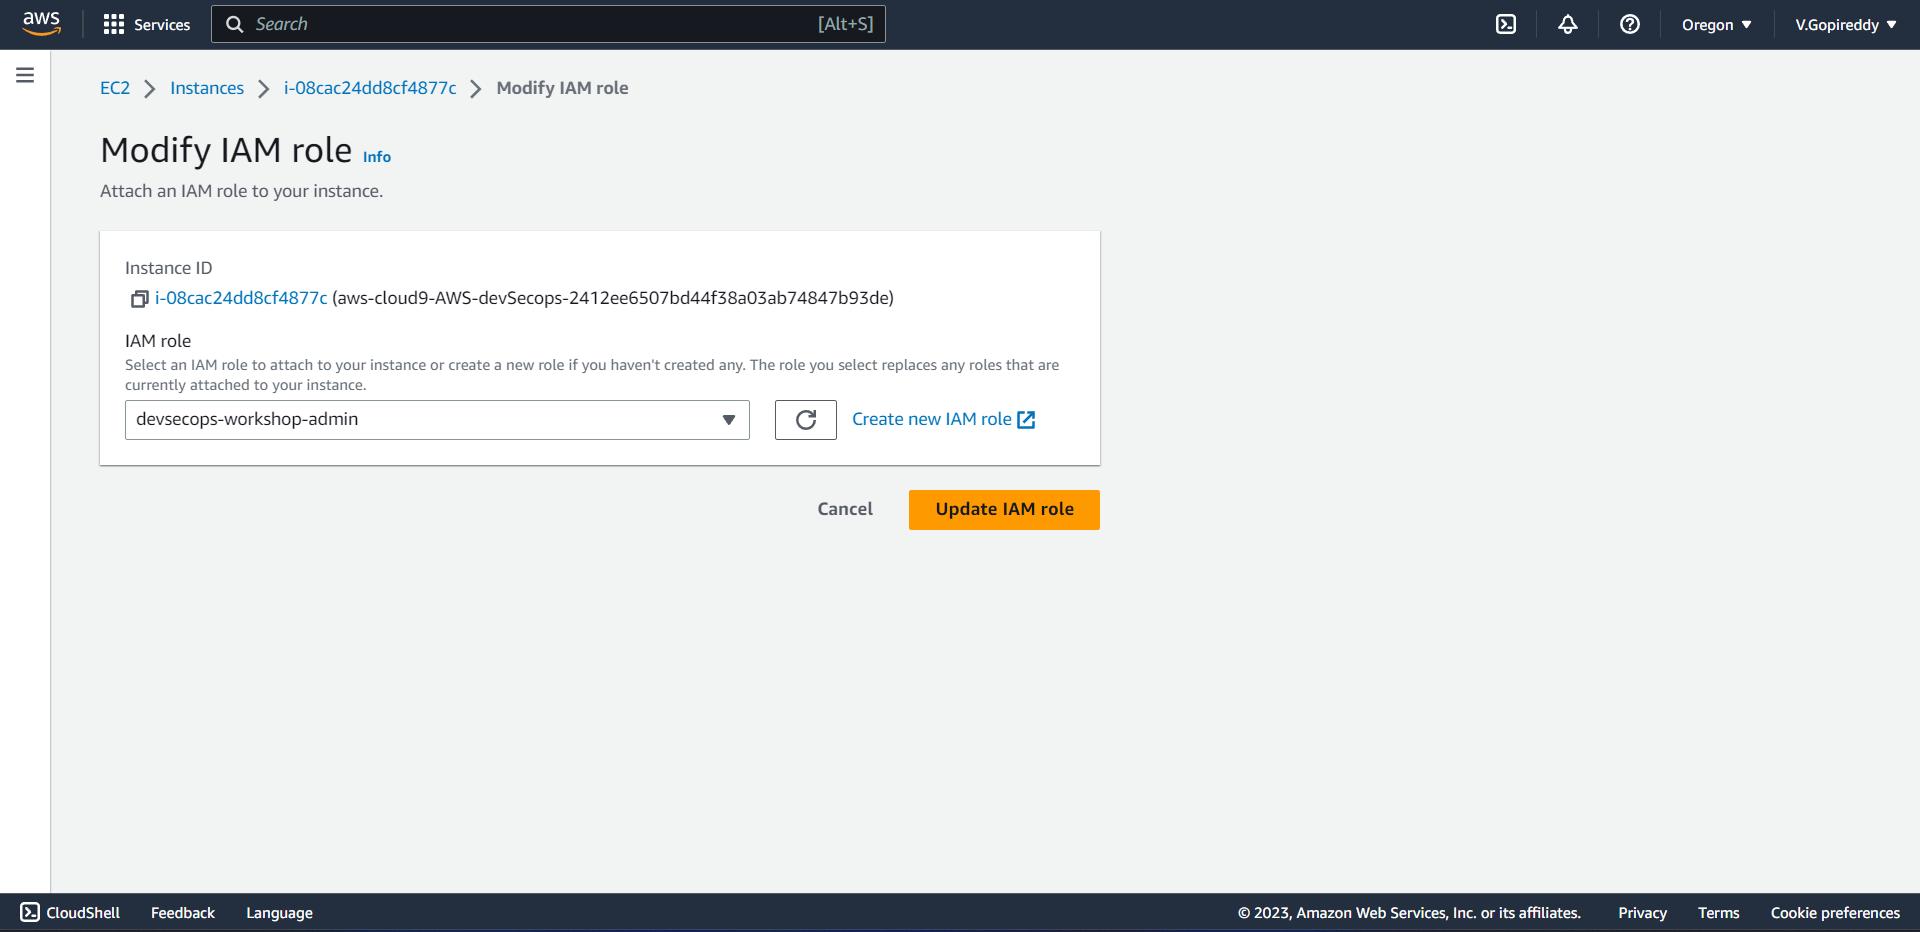 aws Services Search [Alt+S] Oregon V.Gopireddy
EC2 Instances i-08cac24dd8cf4877c Modify IAM role
Modify IAM role Info
Attach an IAM role to your instance.
Instance ID
i-08cac24dd8cf4877c (aws-cloud9-AWS-devSecops-2412ee6507bd44f38a03ab74847b93de)
IAM role
Select an IAM role to attach to your instance or create a new role if you haven't created any. The role you select replaces any roles that are
currently attached to your instance.
devsecops-workshop-admin Create new IAM role
Cancel Update IAM role
CloudShell Feedback Language © 2023, Amazon Web Services, Inc. or its affiliates. Privacy Terms Cookie preferences